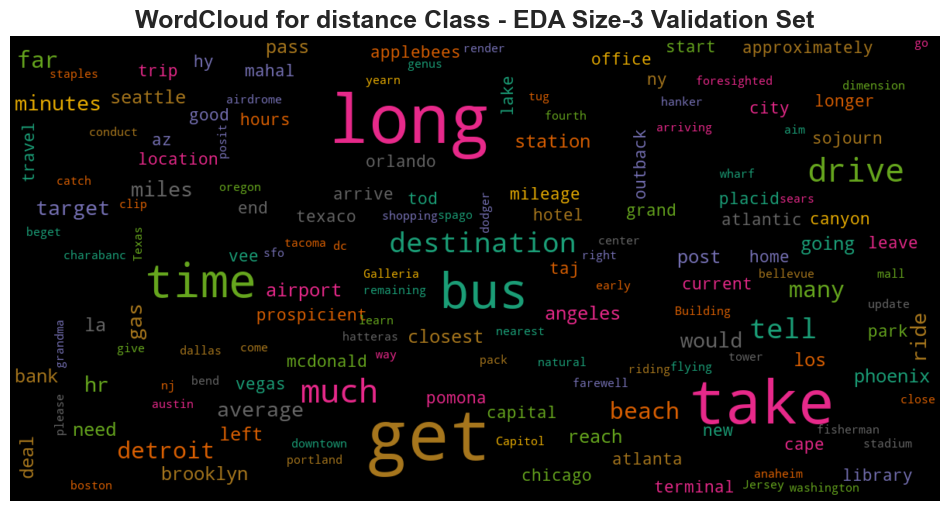 WordCloud for distance Class - EDA Size-3 Validation Set
far
staples
trip
hy
mahal
pass
applebees
render
genus
yearn
office
ny
start
approximately
go
minutes
seattle
airdrome
good
hours
long
lake
tug
fourth
hanker
foresighted
dimension
city
longer
travel
conduct
az
posit
location
station
arriving
aim
sojourn
orlando
outback
drive
catch
miles
oregon
arrive
tod
mileage
wharf
placid
sears
target
clip
end
texaco
shopping
spago
dodger
hotel
grand
atlantic
canyon
beget
Texas
charabanc
vee
sfo
tacoma
dc
destination
center
right
post
home
going
leave
time
airport
Galleria
remaining
bus
taj
early
current
bellevue
many
mall
prospicient
angeles
Building
update
la
gas
learn
hatteras
closest
nearest
would
tell
park
ride
grandma
give
dallas
come
mcdonald
way
pack
natural
riding
flying
tower
los
bank
hr
nj
bend
vegas
much
farewell
phoenix
please
austin
average
pomona
capital
beach
take
close
need
left
get
new
fisherman
detroit
downtown
Capitol
reach
cape
stadium
deal
brooklyn
portland
chicago
atlanta
anaheim
library
boston
terminal
Jersey
washington